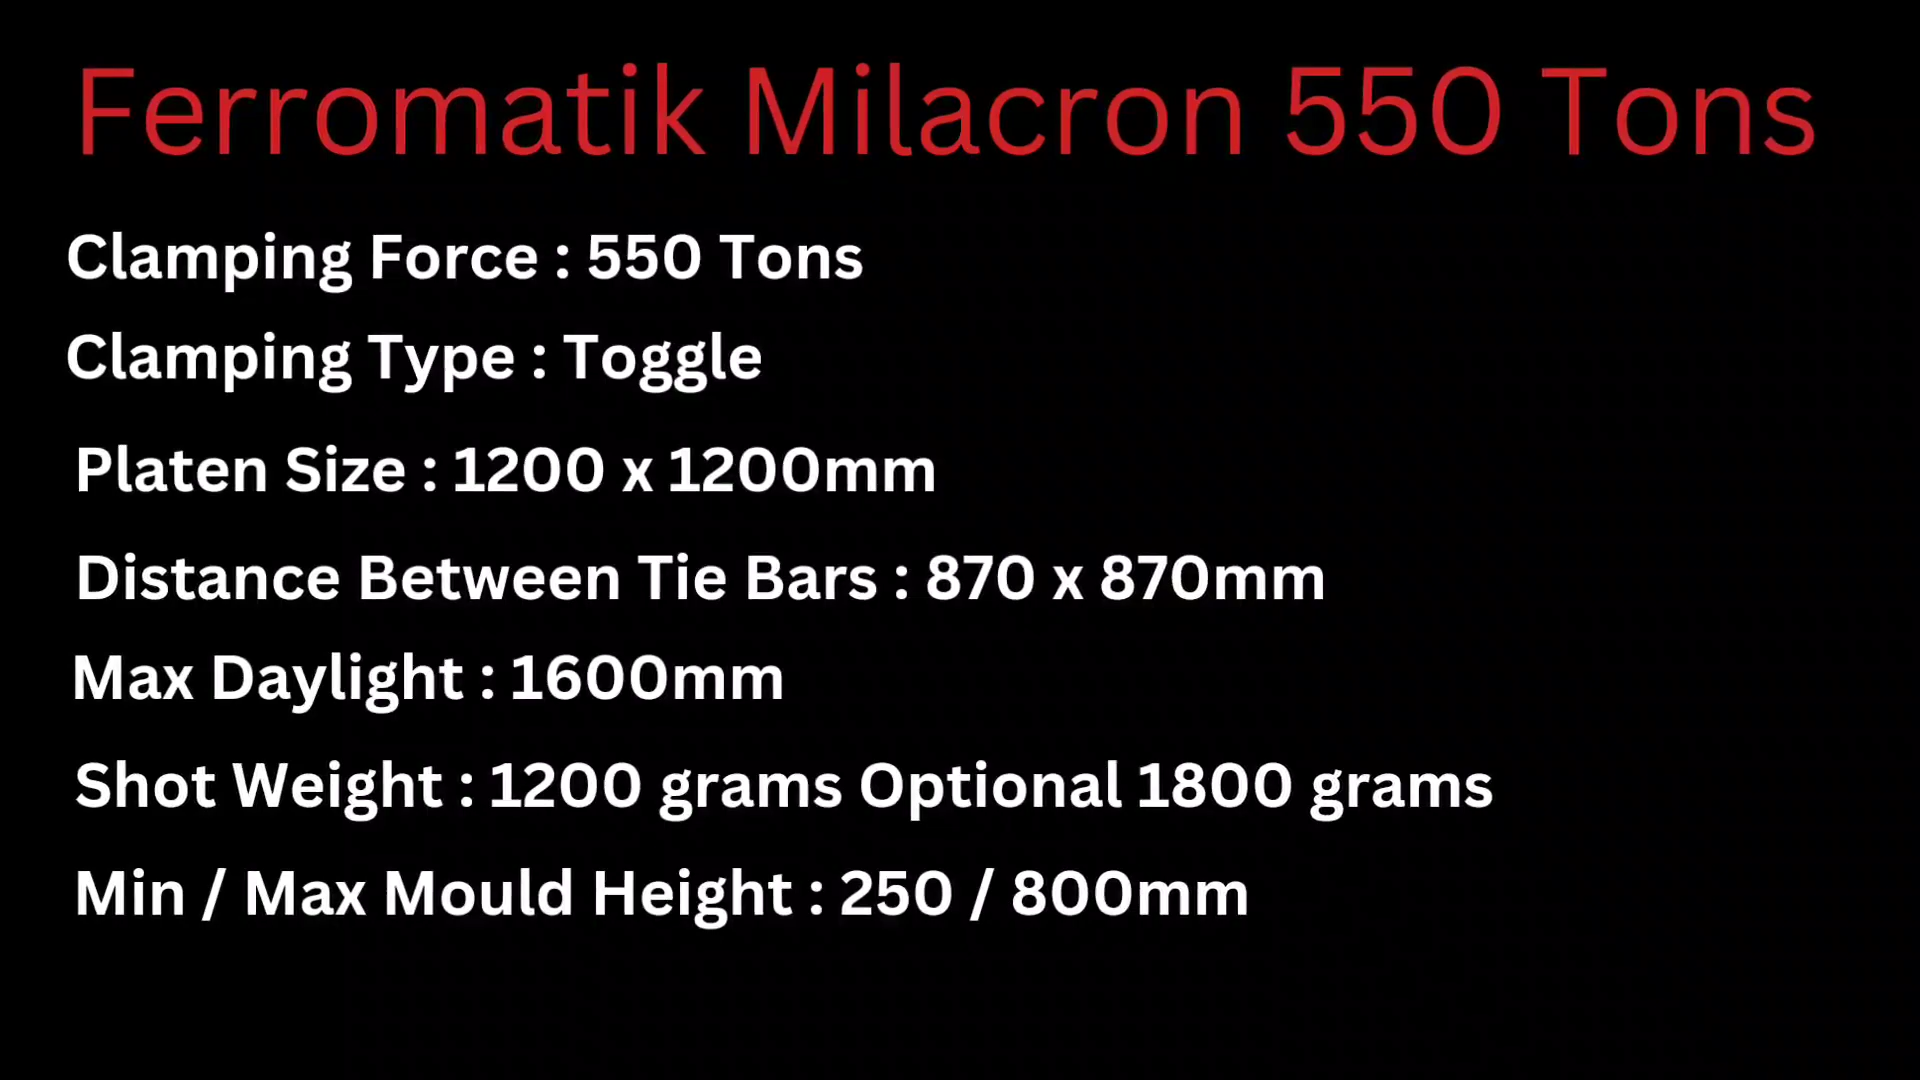 Ferromatik Milacron 550 Tons
Clamping Force : 550 Tons
Clamping Type : Toggle
Platen Size : 1200 x 1200mm
Distance Between Tie Bars : 870 x 870mm
Max Daylight : 1600mm
Shot Weight : 1200 grams Optional 1800 grams
Min / Max Mould Height : 250 / 800mm